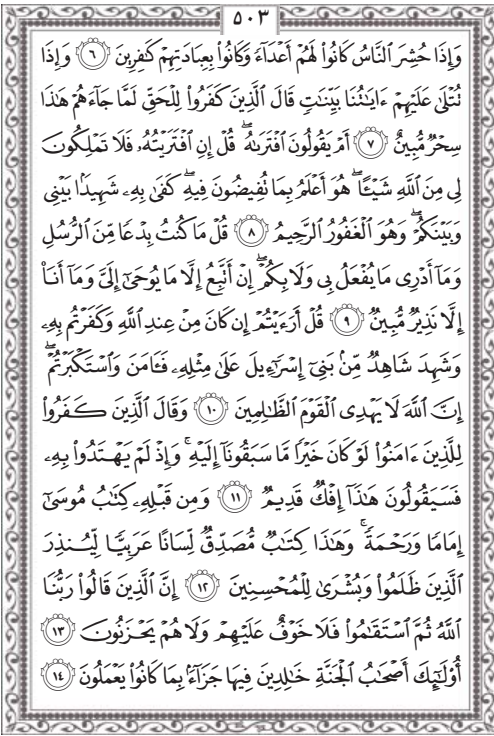 ٥٠٣
وَإِذَا حُشِرَ ٱلنَّاسُ كَانُوا۟ لَهُمْ أَعْدَآءً وَكَانُوا۟ بِعِبَادَتِهِمْ كَٰفِرِينَ ٦ وَإِذَا
تُتْلَىٰ عَلَيْهِمْ ءَايَٰتُنَا بَيِّنَٰتٍ قَالَ ٱلَّذِينَ كَفَرُوا۟ لِلْحَقِّ لَمَّا جَآءَهُمْ هَٰذَا
سِحْرٌ مُّبِينٌ ٧ أَمْ يَقُولُونَ ٱفْتَرَىٰهُ ۖ قُلْ إِنِ ٱفْتَرَيْتُهُۥ فَلَا تَمْلِكُونَ
لِى مِنَ ٱللَّهِ شَيْـًٔا ۖ هُوَ أَعْلَمُ بِمَا تُفِيضُونَ فِيهِ ۖ كَفَىٰ بِهِۦ شَهِيدًۢا بَيْنِى
وَبَيْنَكُمْ ۖ وَهُوَ ٱلْغَفُورُ ٱلرَّحِيمُ ٨ قُلْ مَا كُنتُ بِدْعًا مِّنَ ٱلرُّسُلِ
وَمَآ أَدْرِى مَا يُفْعَلُ بِى وَلَا بِكُمْ ۖ إِنْ أَتَّبِعُ إِلَّا مَا يُوحَىٰٓ إِلَىَّ وَمَآ أَنَا۠
إِلَّا نَذِيرٌ مُّبِينٌ ٩ قُلْ أَرَءَيْتُمْ إِن كَانَ مِنْ عِندِ ٱللَّهِ وَكَفَرْتُم بِهِۦ
وَشَهِدَ شَاهِدٌ مِّنۢ بَنِىٓ إِسْرَٰٓءِيلَ عَلَىٰ مِثْلِهِۦ فَـَٔامَنَ وَٱسْتَكْبَرْتُمْ ۖ
إِنَّ ٱللَّهَ لَا يَهْدِى ٱلْقَوْمَ ٱلظَّٰلِمِينَ ١٠ وَقَالَ ٱلَّذِينَ كَفَرُوا۟
لِلَّذِينَ ءَامَنُوا۟ لَوْ كَانَ خَيْرًا مَّا سَبَقُونَآ إِلَيْهِ ۚ وَإِذْ لَمْ يَهْتَدُوا۟ بِهِۦ
فَسَيَقُولُونَ هَٰذَآ إِفْكٌ قَدِيمٌ ١١ وَمِن قَبْلِهِۦ كِتَٰبُ مُوسَىٰٓ
إِمَامًا وَرَحْمَةً ۚ وَهَٰذَا كِتَٰبٌ مُّصَدِّقٌ لِّسَانًا عَرَبِيًّا لِّيُنذِرَ
ٱلَّذِينَ ظَلَمُوا۟ وَبُشْرَىٰ لِلْمُحْسِنِينَ ١٢ إِنَّ ٱلَّذِينَ قَالُوا۟ رَبُّنَا
ٱللَّهُ ثُمَّ ٱسْتَقَٰمُوا۟ فَلَا خَوْفٌ عَلَيْهِمْ وَلَا هُمْ يَحْزَنُونَ ١٣
أُو۟لَٰٓئِكَ أَصْحَٰبُ ٱلْجَنَّةِ خَٰلِدِينَ فِيهَا جَزَآءًۢ بِمَا كَانُوا۟ يَعْمَلُونَ ١٤